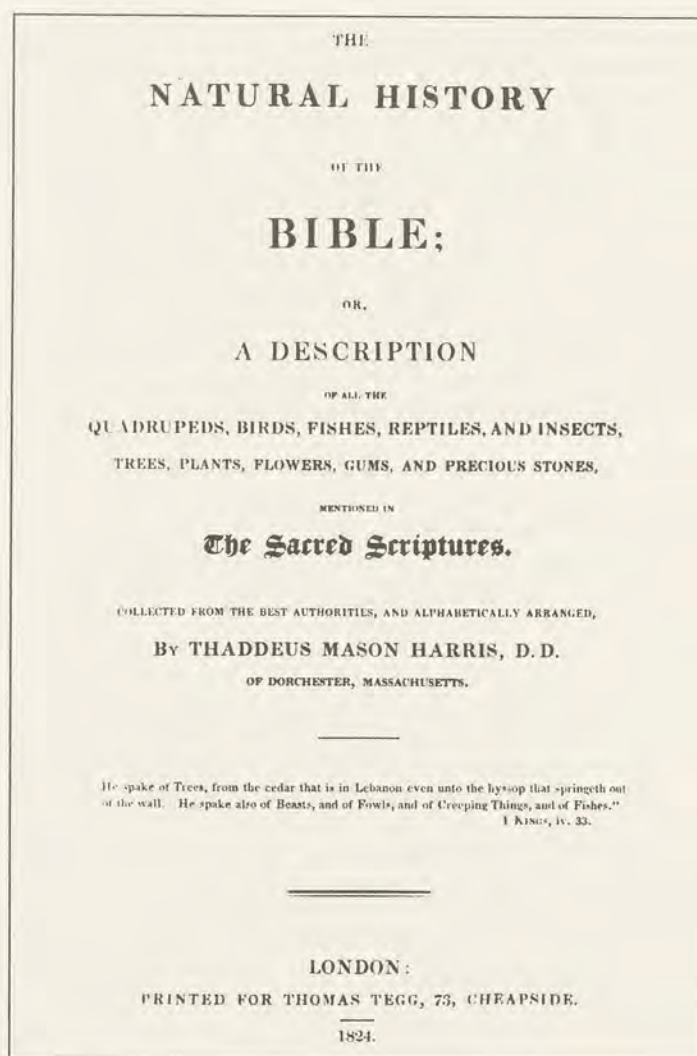 THE
NATURAL HISTORY
OF THE
BIBLE;
OR,
A DESCRIPTION
OF ALL THE
QUADRUPEDS, BIRDS, FISHES, REPTILES, AND INSECTS,
TREES, PLANTS, FLOWERS, GUMS, AND PRECIOUS STONES,
MENTIONED IN
The Sacred Scriptures.
COLLECTED FROM THE BEST AUTHORITIES, AND ALPHABETICALLY ARRANGED,
BY THADDEUS MASON HARRIS, D.D.
OF DORCHESTER, MASSACHUSETTS.
He spake of Trees, from the cedar that is in Lebanon even unto the hyssop that springeth out
of the wall. He spake also of Beasts, and of Fowls, and of Creeping Things, and of Fishes."
1 KINGS, iv. 33.
LONDON:
PRINTED FOR THOMAS TEGG, 73, CHEAPSIDE.
1824.